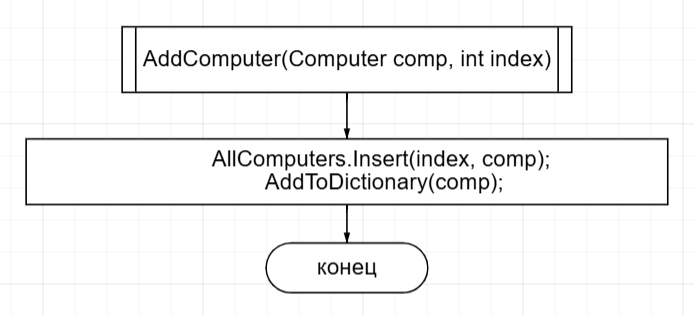 AddComputer(Computer comp, int index)
AllComputers.Insert(index, comp);
AddToDictionary(comp);
конец